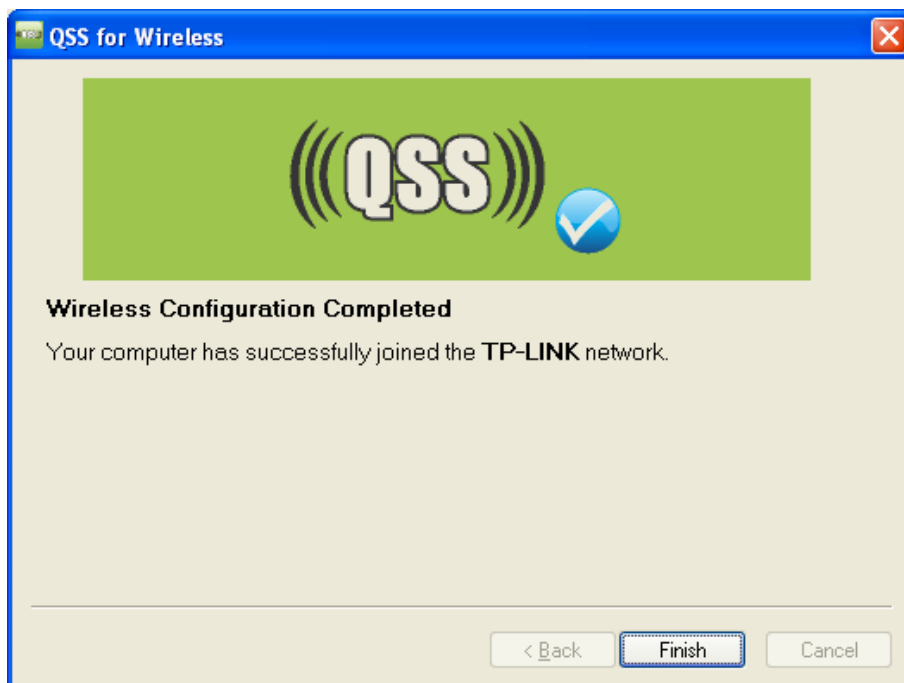 QSS for Wireless
QSS
Wireless Configuration Completed
Your computer has successfully joined the TP-LINK network.
< Back Finish Cancel